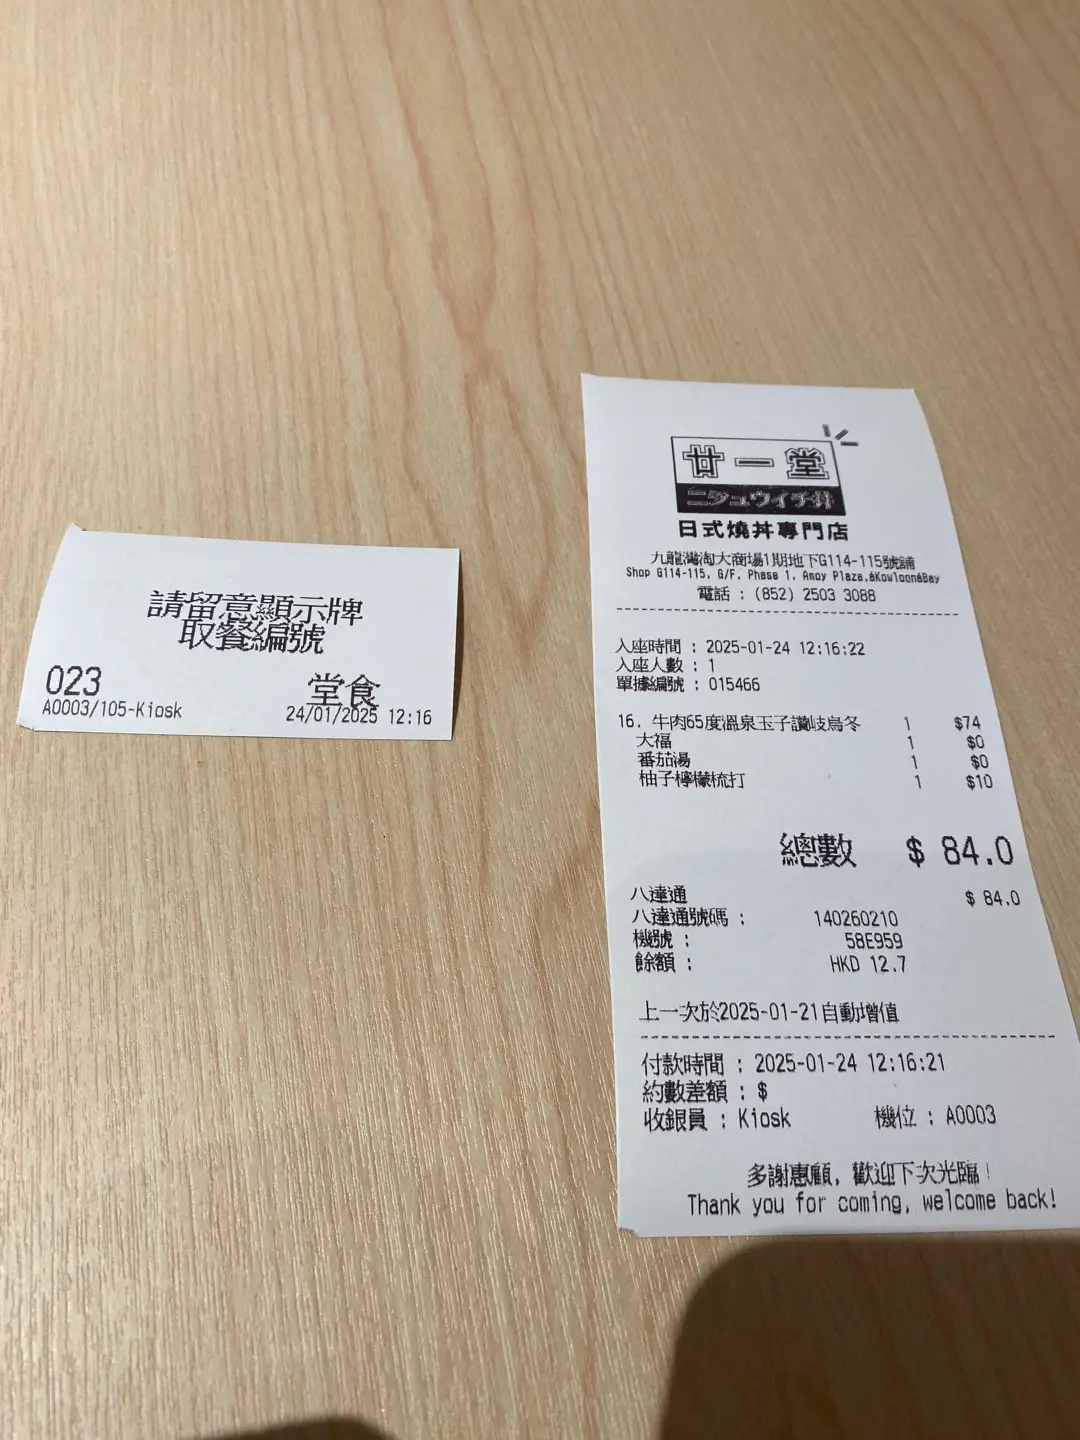 請留意顯示牌
取餐編號
023
堂食
A0003/105-Kiosk
24/01/2025 12:16
廿一堂
ニジュウイチ丼
日式燒丼專門店
九龍灣淘大商場1期地下G114-115號舖
Shop G114-115, G/F, Phase 1, Amoy Plaza,áKowloonáBay
電話 : (852) 2503 3088
入座時間 : 2025-01-24 12:16:22
入座人數 : 1
單據編號 : 015466
16. 牛肉65度溫泉玉子讚岐烏冬 1 $74
大福 1 $0
番茄湯 1 $0
柚子檸檬梳打 1 $10
總數 $ 84.0
八達通 $ 84.0
八達通號碼 : 140260210
機號 : 58E959
餘額 : HKD 12.7
上一次於2025-01-21自動增值
付款時間 : 2025-01-24 12:16:21
約數差額 : $
收銀員 : Kiosk 機位 : A0003
多謝惠顧, 歡迎下次光臨!
Thank you for coming, welcome back!